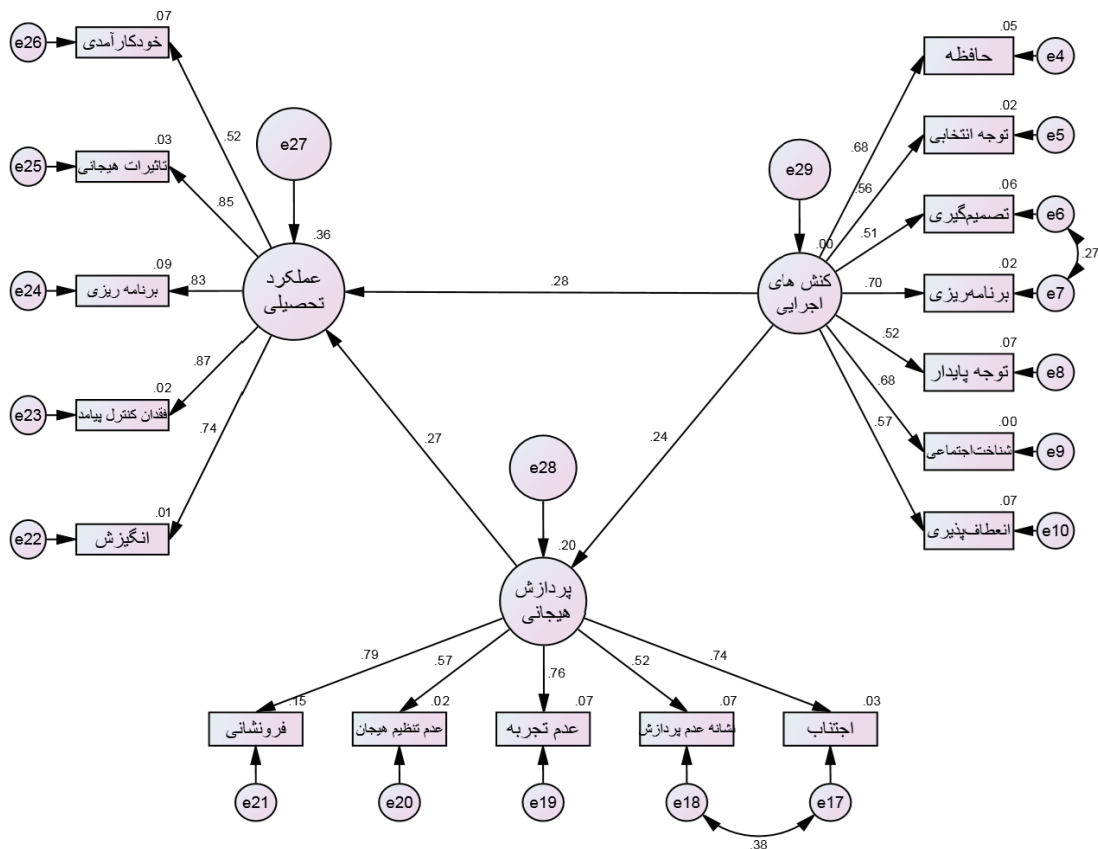 .07
e26
خودکارآمدی
.52
.03
e25
تاثیرات هیجانی
.85
.09
e24
برنامه ریزی
.83
.02
e23
فقدان کنترل پیامد
.87
.01
e22
انگیزش
.74
e27
.36
عملکرد
تحصیلی
.28
.27
.24
e29
.00
کنش های
اجرایی
.05
حافظه
e4
.68
.02
توجه انتخابی
e5
.56
.06
تصمیم‌گیری
e6
.51
.27
.02
برنامه‌ریزی
e7
.70
.07
توجه پایدار
e8
.52
.00
شناخت‌اجتماعی
e9
.68
.07
انعطاف‌پذیری
e10
.57
e28
.20
پردازش
هیجانی
.79
.57
.76
.52
.74
.15
.02
.07
.07
.03
فرونشانی
عدم تنظیم هیجان
عدم تجربه
نشانه عدم پردازش
اجتناب
e21
e20
e19
e18
e17
.38